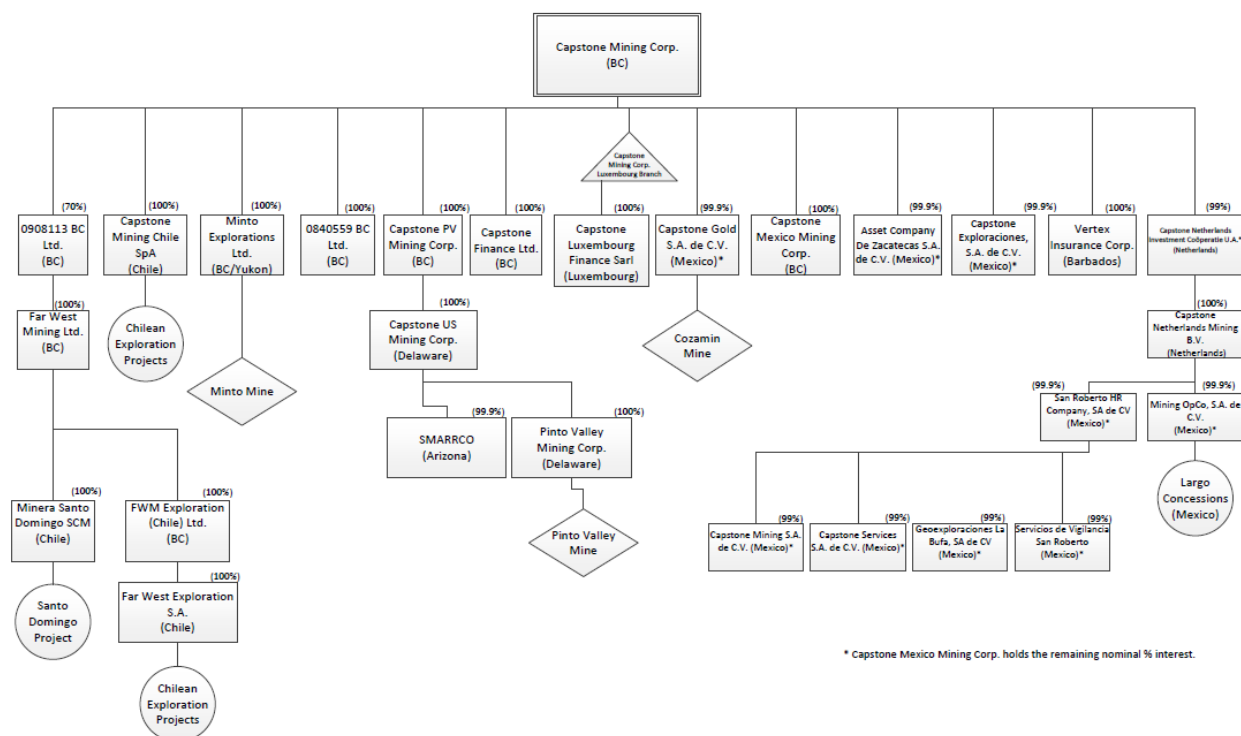 Capstone Mining Corp.
(BC)
Capstone
Mining Corp.
Luxembourg Branch
(70%)
0908113 BC
Ltd.
(BC)
(100%)
Capstone
Mining Chile
SpA
(Chile)
(100%)
Minto
Explorations
Ltd.
(BC/Yukon)
(100%)
0840559 BC
Ltd.
(BC)
(100%)
Capstone PV
Mining Corp.
(BC)
(100%)
Capstone
Finance Ltd.
(BC)
(100%)
Capstone
Luxembourg
Finance Sarl
(Luxembourg)
(99.9%)
Capstone Gold
S.A. de C.V.
(Mexico)*
(100%)
Capstone
Mexico Mining
Corp.
(BC)
(99.9%)
Asset Company
De Zacatecas S.A.
de C.V. (Mexico)*
(99.9%)
Capstone
Exploraciones,
S.A. de C.V.
(Mexico)*
(100%)
Vertex
Insurance Corp.
(Barbados)
(99%)
Capstone Netherlands
Investment Coöperatie U.A.*
(Netherlands)
(100%)
Far West
Mining Ltd.
(BC)
Chilean
Exploration
Projects
Minto Mine
(100%)
Capstone US
Mining Corp.
(Delaware)
Cozamin
Mine
(100%)
Capstone
Netherlands Mining
B.V.
(Netherlands)
(99.9%)
San Roberto HR
Company, SA de CV
(Mexico)*
(99.9%)
Mining OpCo, S.A. de
C.V.
(Mexico)*
(99.9%)
SMARRCO
(Arizona)
(100%)
Pinto Valley
Mining Corp.
(Delaware)
Largo
Concessions
(Mexico)
(100%)
Minera Santo
Domingo SCM
(Chile)
(100%)
FWM Exploration
(Chile) Ltd.
(BC)
Pinto Valley
Mine
(99%)
Capstone Mining S.A.
de C.V. (Mexico)*
(99%)
Capstone Services
S.A. de C.V. (Mexico)*
(99%)
Geoexploraciones La
Bufa, SA de CV
(Mexico)*
(99%)
Servicios de Vigilancia
San Roberto
(Mexico)*
(100%)
Far West Exploration
S.A.
(Chile)
Santo
Domingo
Project
Chilean
Exploration
Projects
* Capstone Mexico Mining Corp. holds the remaining nominal % interest.